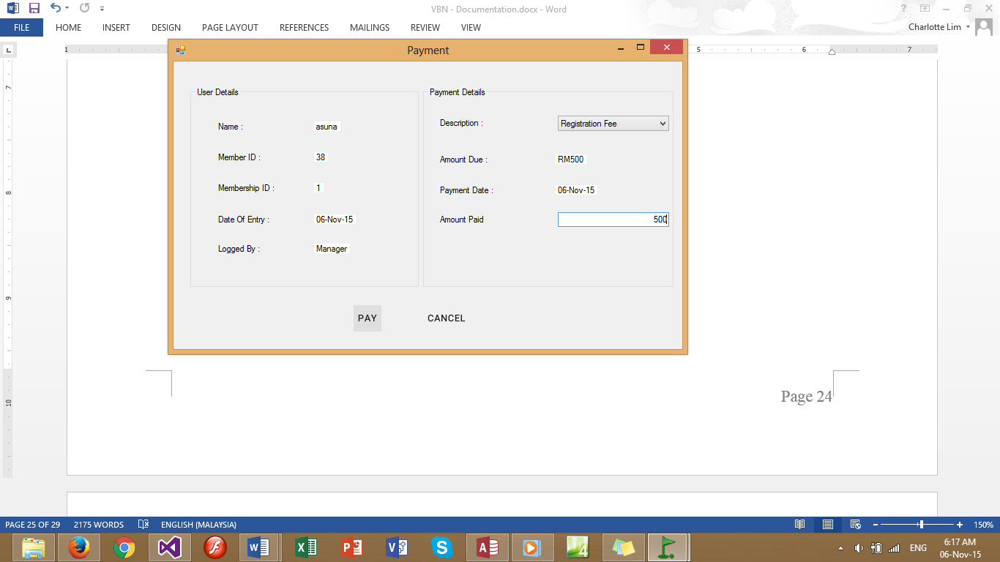 VBN - Documentation.docx - Word
FILE HOME INSERT DESIGN PAGE LAYOUT REFERENCES MAILINGS REVIEW VIEW Charlotte Lim
1 5 6 7
Payment
User Details
Name : asuna
Member ID : 38
Membership ID : 1
Date Of Entry : 06-Nov-15
Logged By : Manager
Payment Details
Description : Registration Fee
Amount Due : RM500
Payment Date : 06-Nov-15
Amount Paid 500
PAY CANCEL
7
8
9
10
Page 24
PAGE 25 OF 29 2175 WORDS ENGLISH (MALAYSIA) 150%
ENG 6:17 AM
06-Nov-15